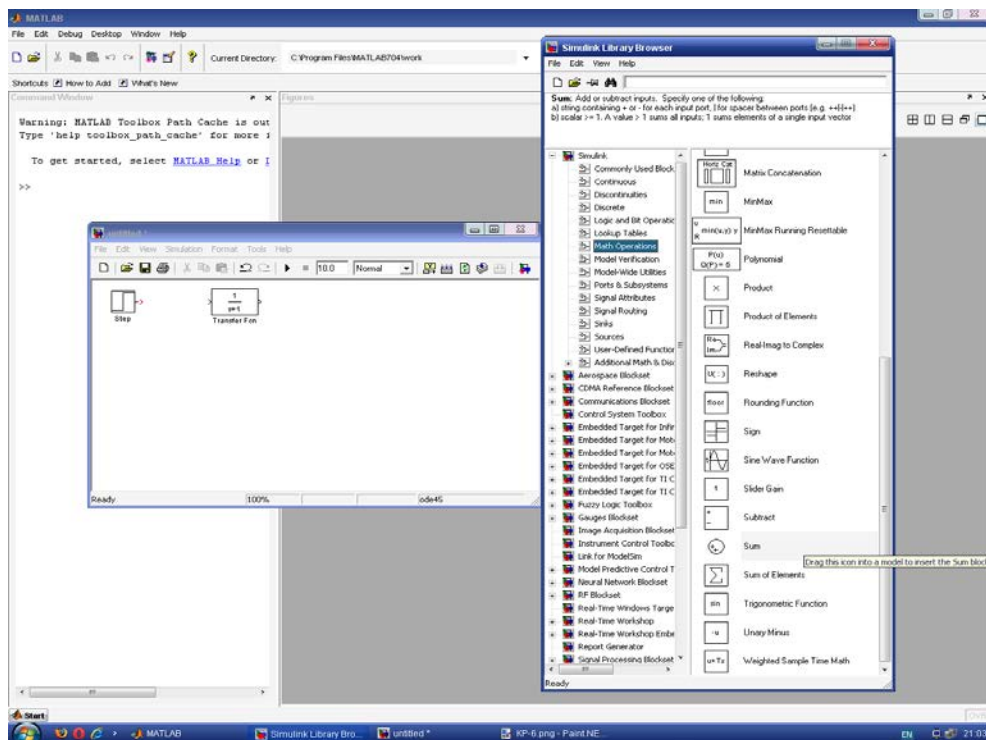 MATLAB
File Edit Debug Desktop Window Help
Current Directory: C:\Program Files\MATLAB704\work
Shortcuts How to Add What's New
Command Window
Figures
Warning: MATLAB Toolbox Path Cache is out
Type 'help toolbox_path_cache' for more i
To get started, select MATLAB Help or D
>>
untitled *
File Edit View Simulation Format Tools Help
10.0 Normal
Step
1
s+1
Transfer Fcn
Ready 100% ode45
Simulink Library Browser
File Edit View Help
Sum: Add or subtract inputs. Specify one of the following:
a) string containing + or - for each input port, | for spacer between ports (e.g. ++|-|++)
b) scalar >= 1. A value > 1 sums all inputs; 1 sums elements of a single input vector
Simulink
Commonly Used Block
Continuous
Discontinuities
Discrete
Logic and Bit Operatic
Lookup Tables
Math Operations
Model Verification
Model-Wide Utilities
Ports & Subsystems
Signal Attributes
Signal Routing
Sinks
Sources
User-Defined Function
Additional Math & Dis
Aerospace Blockset
CDMA Reference Blockset
Communications Blockset
Control System Toolbox
Embedded Target for Infin
Embedded Target for Moto
Embedded Target for Moto
Embedded Target for OSE
Embedded Target for TI C
Embedded Target for TI C
Fuzzy Logic Toolbox
Gauges Blockset
Image Acquisition Blockset
Instrument Control Toolbo
Link for ModelSim
Model Predictive Control T
Neural Network Blockset
RF Blockset
Real-Time Windows Targe
Real-Time Workshop
Real-Time Workshop Embe
Report Generator
Signal Processing Blockset
Horiz Cat Matrix Concatenation
min MinMax
min(u,y) y MinMax Running Resettable
P(u)
O(P) = 5 Polynomial
Product
Product of Elements
Real-Imag to Complex
U( : ) Reshape
floor Rounding Function
Sign
Sine Wave Function
1 Slider Gain
Subtract
Sum
Drag this icon into a model to insert the Sum block
Sum of Elements
sin Trigonometric Function
-u Unary Minus
u+Ts Weighted Sample Time Math
Ready
Start
MATLAB Simulink Library Bro... untitled * KP-6.png - Paint.NE... EN 21:03